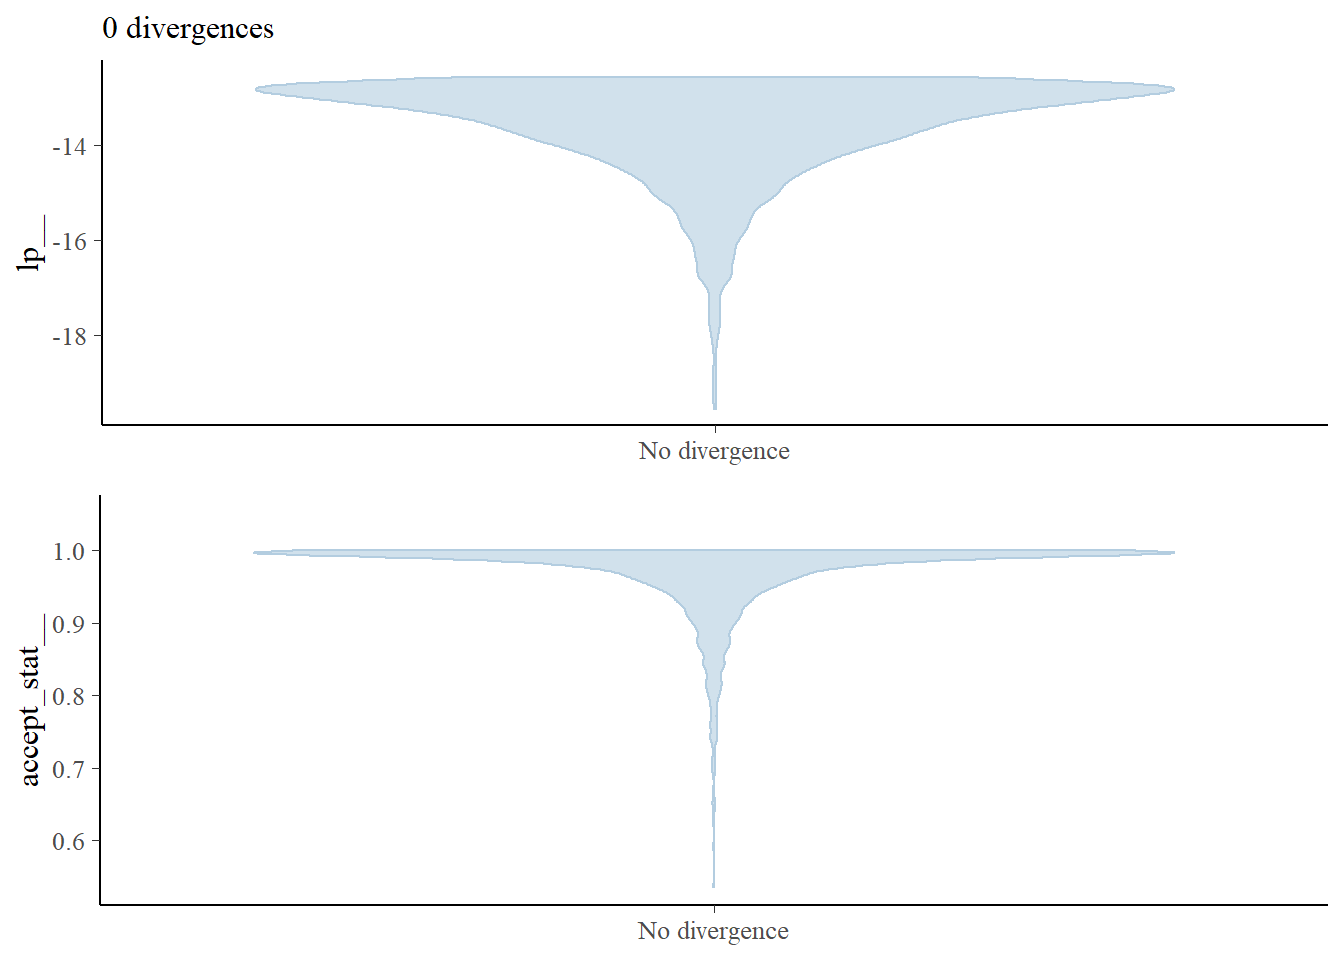 0 divergences
lp__
-14
-16
-18
No divergence
accept_stat__
1.0
0.9
0.8
0.7
0.6
No divergence